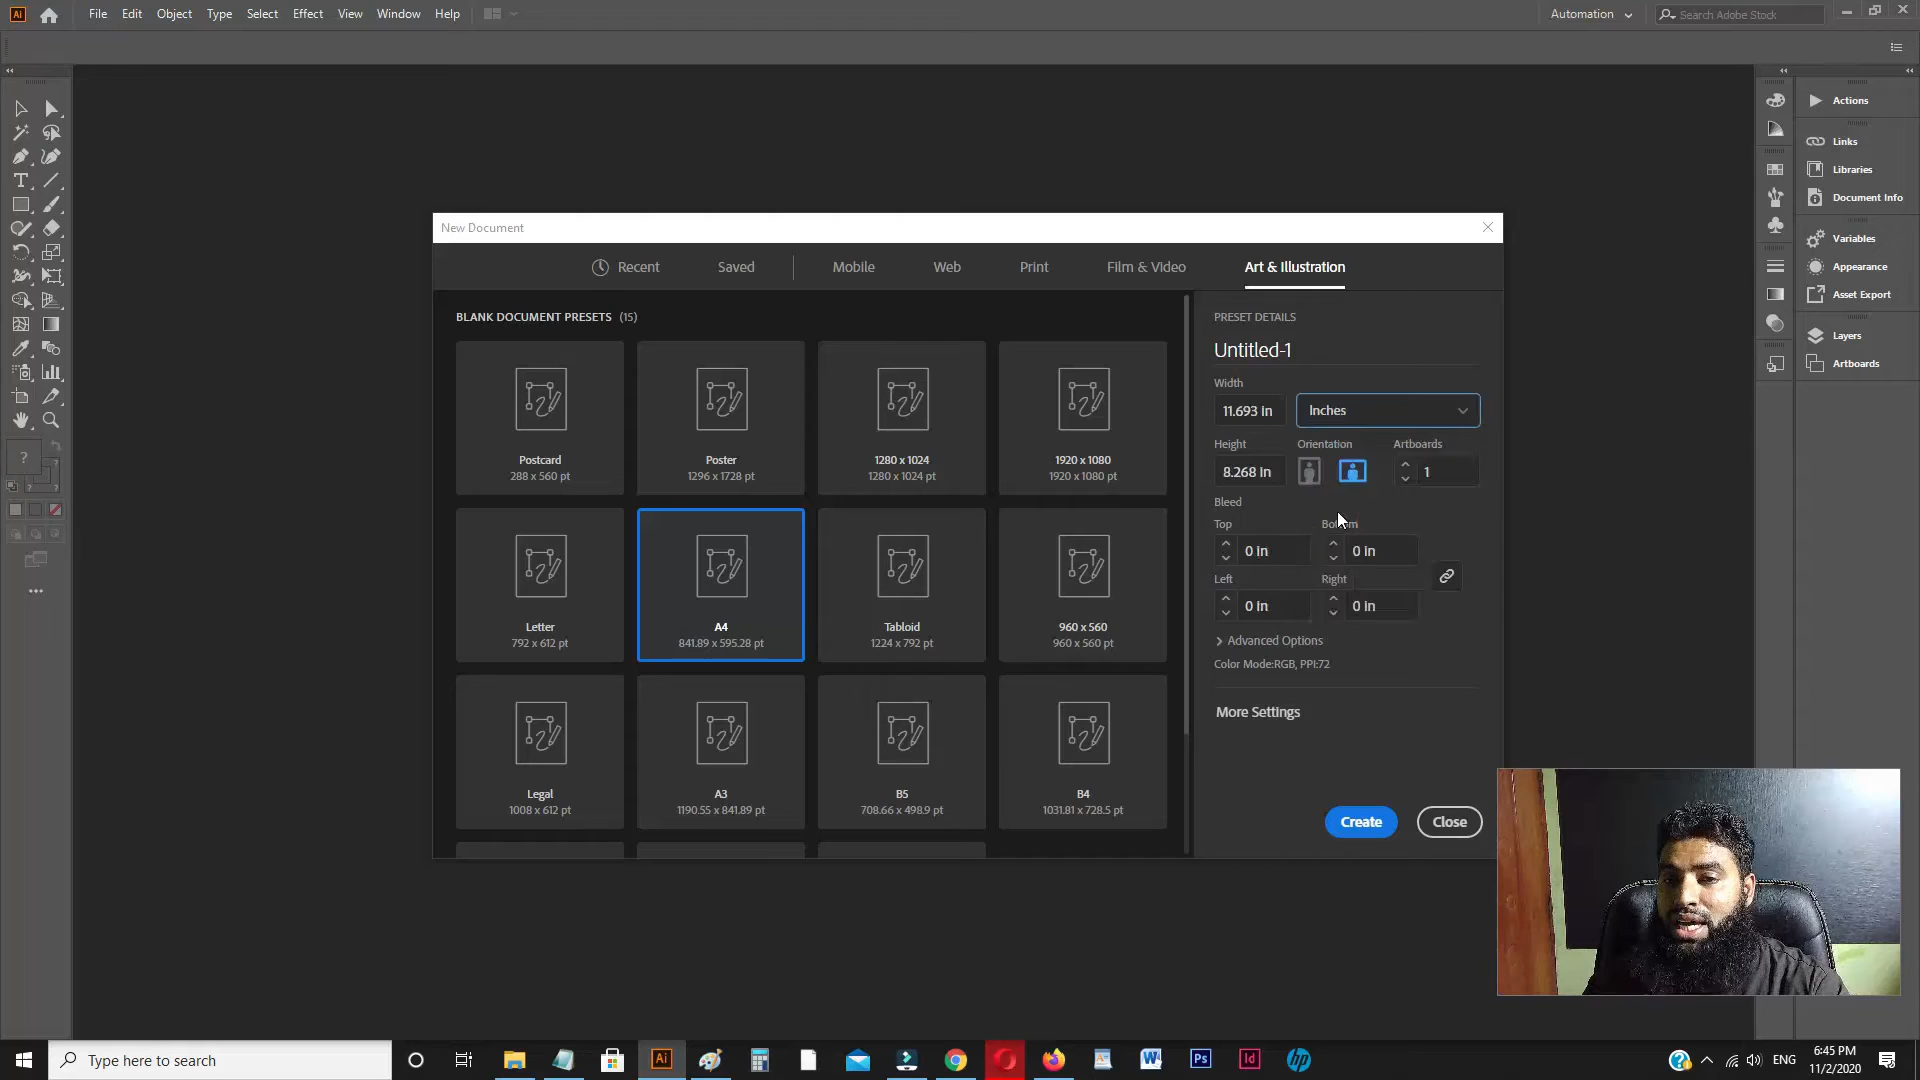 Ai File Edit Object Type Select Effect View Window Help Automation Search Adobe Stock
Actions
Links
Libraries
Document Info
Variables
Appearance
Asset Export
Layers
Artboards
T
?
New Document
Recent Saved Mobile Web Print Film & Video Art & Illustration
BLANK DOCUMENT PRESETS (15)
Postcard
288 x 560 pt
Poster
1296 x 1728 pt
1280 x 1024
1280 x 1024 pt
1920 x 1080
1920 x 1080 pt
Letter
792 x 612 pt
A4
841.89 x 595.28 pt
Tabloid
1224 x 792 pt
960 x 560
960 x 560 pt
Legal
1008 x 612 pt
A3
1190.55 x 841.89 pt
B5
708.66 x 498.9 pt
B4
1031.81 x 728.5 pt
PRESET DETAILS
Untitled-1
Width
11.693 in Inches
Height Orientation Artboards
8.268 in 1
Bleed
Top Bottom
0 in 0 in
Left Right
0 in 0 in
Advanced Options
Color Mode:RGB, PPI:72
More Settings
Create Close
Type here to search
Ai
W
Ps
Id
hp
ENG
6:45 PM
11/2/2020